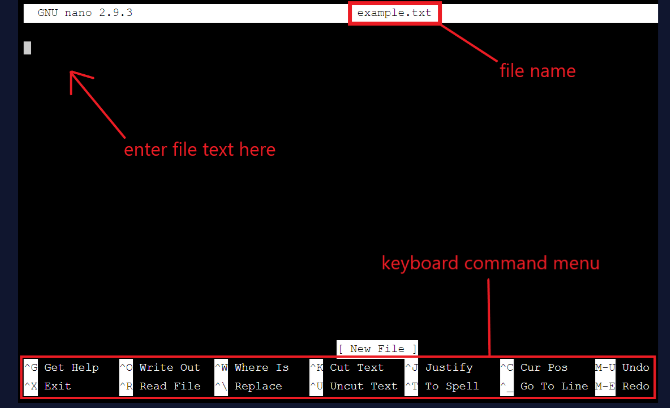 GNU nano 2.9.3 example.txt
file name
enter file text here
keyboard command menu
[ New File ]
^G Get Help ^O Write Out ^W Where Is ^K Cut Text ^J Justify ^C Cur Pos M-U Undo
^X Exit ^R Read File ^\ Replace ^U Uncut Text ^T To Spell ^_ Go To Line M-E Redo